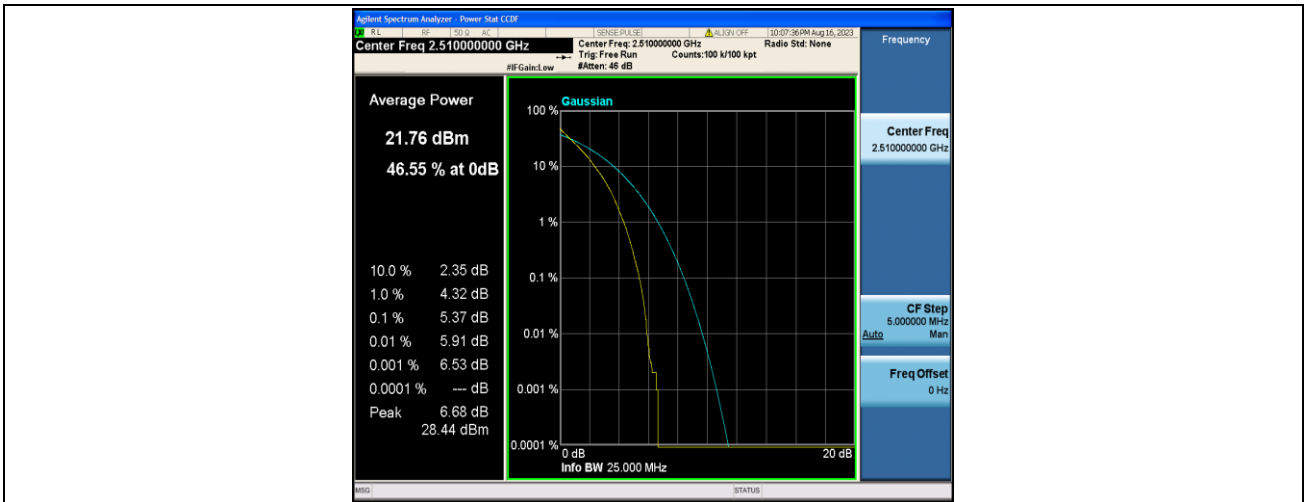 Agilent Spectrum Analyzer - Power Stat CCDF
RL RF 50 Ω AC SENSE:PULSE ALIGN OFF 10:07:36 PM Aug 16, 2023
Center Freq 2.510000000 GHz
Center Freq: 2.510000000 GHz
Radio Std: None
Trig: Free Run Counts:100 k/100 kpt
#IFGain:Low #Atten: 46 dB
Frequency
Average Power
21.76 dBm
46.55 % at 0dB
10.0 % 2.35 dB
1.0 % 4.32 dB
0.1 % 5.37 dB
0.01 % 5.91 dB
0.001 % 6.53 dB
0.0001 % --- dB
Peak 6.68 dB
28.44 dBm
Gaussian
100 %
10 %
1 %
0.1 %
0.01 %
0.001 %
0.0001 %
0 dB 20 dB
Info BW 25.000 MHz
Center Freq
2.510000000 GHz
CF Step
5.000000 MHz
Auto Man
Freq Offset
0 Hz
MSG STATUS